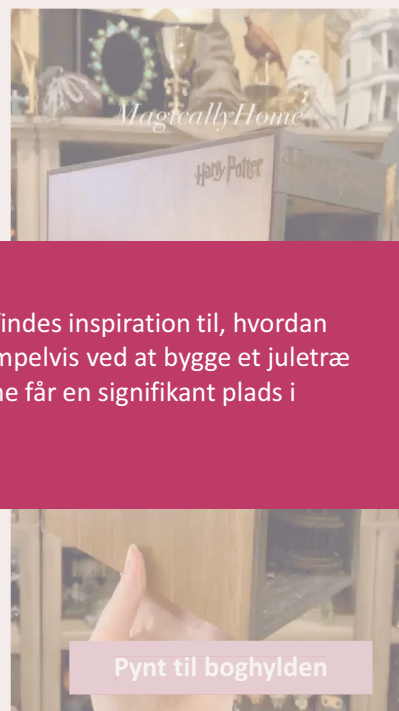 MagicallyHome
Harry Potter
findes inspiration til, hvordan
mpelvis ved at bygge et juletræ
ne får en signifikant plads i
Pynt til boghylden